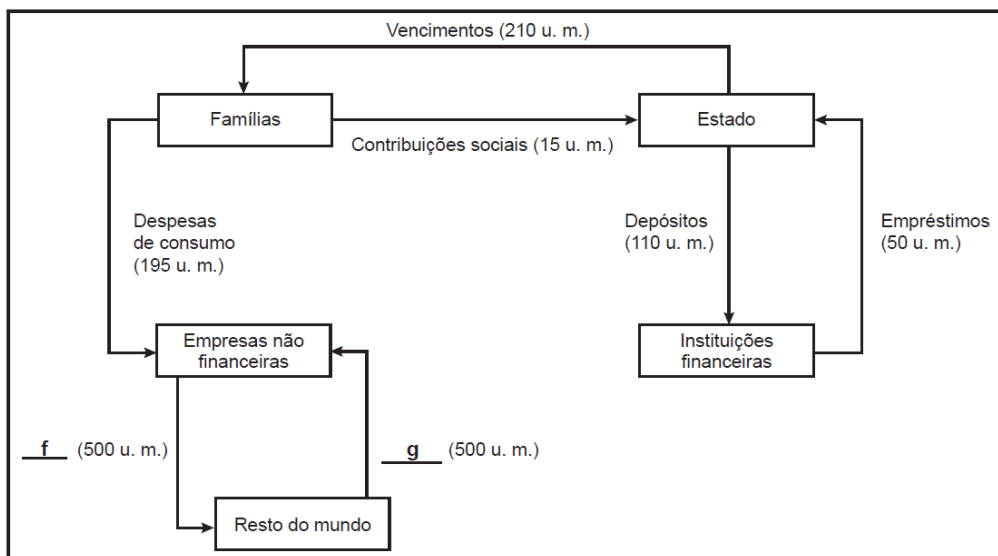 Vencimentos (210 u. m.)
Famílias
Estado
Contribuições sociais (15 u. m.)
Despesas
de consumo
(195 u. m.)
Depósitos
(110 u. m.)
Empréstimos
(50 u. m.)
Empresas não
financeiras
Instituições
financeiras
f (500 u. m.)
g (500 u. m.)
Resto do mundo